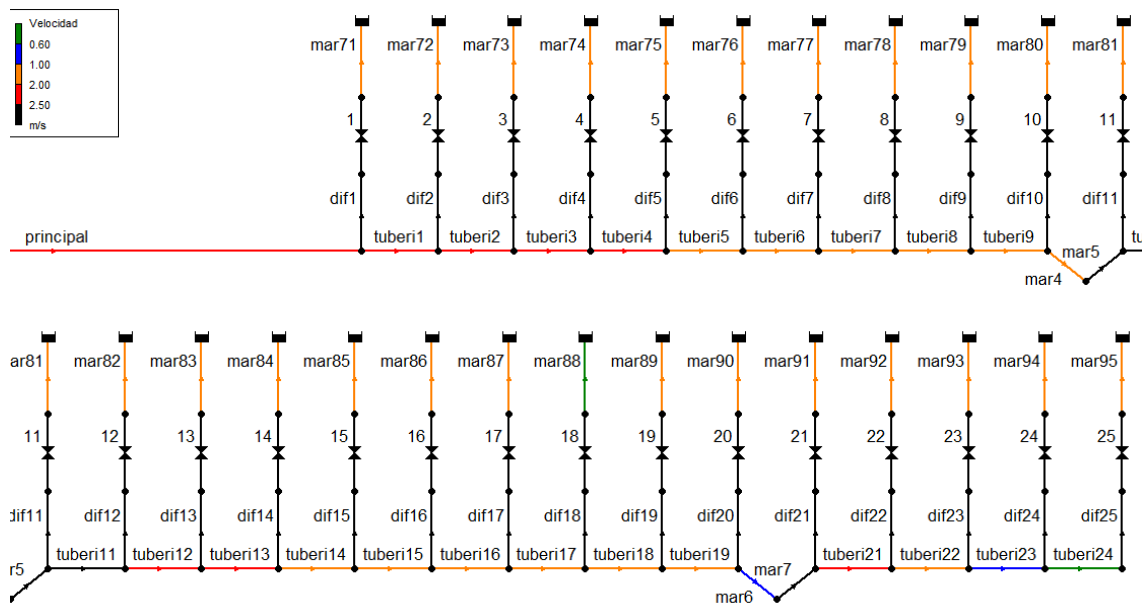 Velocidad
0.60
1.00
2.00
2.50
m/s
mar71 mar72 mar73 mar74 mar75 mar76 mar77 mar78 mar79 mar80 mar81
1 2 3 4 5 6 7 8 9 10 11
dif1 dif2 dif3 dif4 dif5 dif6 dif7 dif8 dif9 dif10 dif11
principal tuberi1 tuberi2 tuberi3 tuberi4 tuberi5 tuberi6 tuberi7 tuberi8 tuberi9 mar5 tu
mar4
ar81 mar82 mar83 mar84 mar85 mar86 mar87 mar88 mar89 mar90 mar91 mar92 mar93 mar94 mar95
11 12 13 14 15 16 17 18 19 20 21 22 23 24 25
dif11 dif12 dif13 dif14 dif15 dif16 dif17 dif18 dif19 dif20 dif21 dif22 dif23 dif24 dif25
r5 tuberi11 tuberi12 tuberi13 tuberi14 tuberi15 tuberi16 tuberi17 tuberi18 tuberi19 mar7 tuberi21 tuberi22 tuberi23 tuberi24
mar6